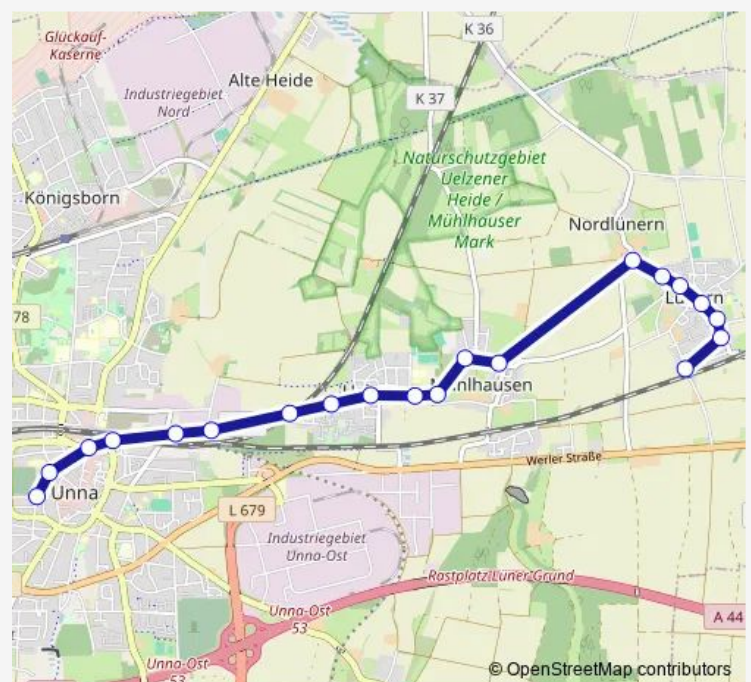 Glückauf-
Kaserne
K 36
Alte Heide
Industriegebiet
Nord
K 37
Naturschutzgebiet
Uelzener
Heide /
Mühlhauser
Mark
Königsborn
Nordlünern
78
Werler Straße
Unna
L 679
Industriegebiet
Unna-Ost
Rastplatz Lüner Grund
Unna-Ost
53
A 44
Unna-Ost
53
© OpenStreetMap contributors